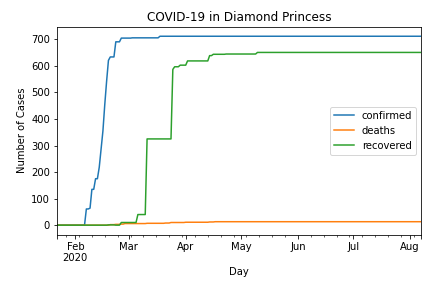 COVID-19 in Diamond Princess
Number of Cases
700
600
500
400
300
200
100
0
confirmed
deaths
recovered
Feb Mar Apr May Jun Jul Aug
2020
Day